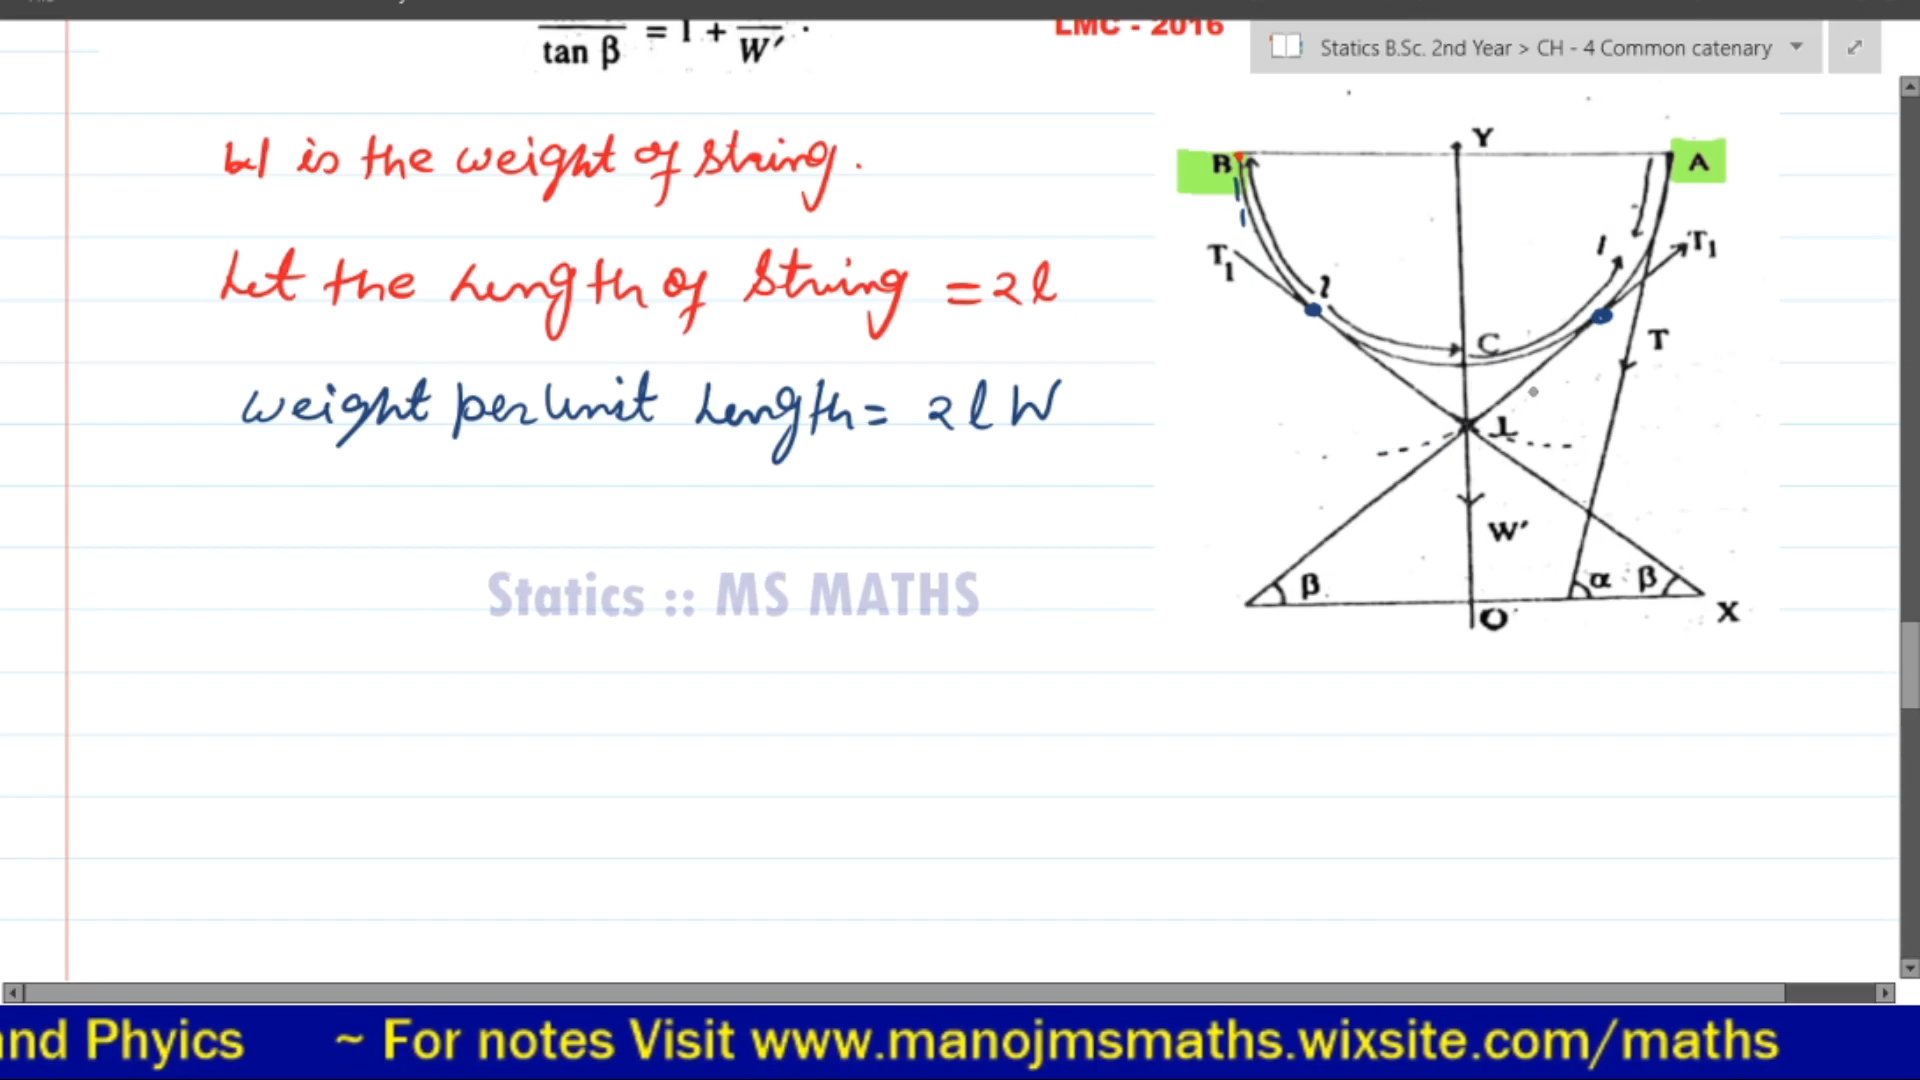 tan β = 1 + W′ .
LMC - 2016
Statics B.Sc. 2nd Year > CH - 4 Common catenary
W is the weight of string.
Let the Length of String = 2l
weight per unit Length = 2lW
Statics :: MS MATHS
Y
B
A
T1
l
l
T1
C
T
W′
β
α β
O
X
and Phyics ~ For notes Visit www.manojmsmaths.wixsite.com/maths